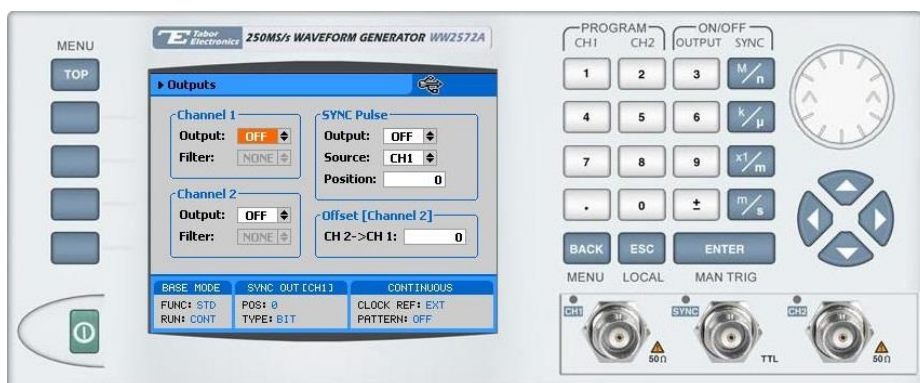 MENU
TOP
Tabor Electronics 250MS/s WAVEFORM GENERATOR WW2572A
Outputs
Channel 1
Output: OFF
Filter: NONE
Channel 2
Output: OFF
Filter: NONE
SYNC Pulse
Output: OFF
Source: CH1
Position: 0
Offset [Channel 2]
CH 2->CH 1: 0
BASE MODE
FUNC: STD
RUN: CONT
SYNC OUT [CH1]
POS: 0
TYPE: BIT
CONTINUOUS
CLOCK REF: EXT
PATTERN: OFF
PROGRAM ON/OFF
CH1 CH2 OUTPUT SYNC
1 2 3 M/n
4 5 6 k/µ
7 8 9 x1/m
. 0 ± m/s
BACK ESC ENTER
MENU LOCAL MAN TRIG
CH1 SYNC CH2
50Ω TTL 50Ω